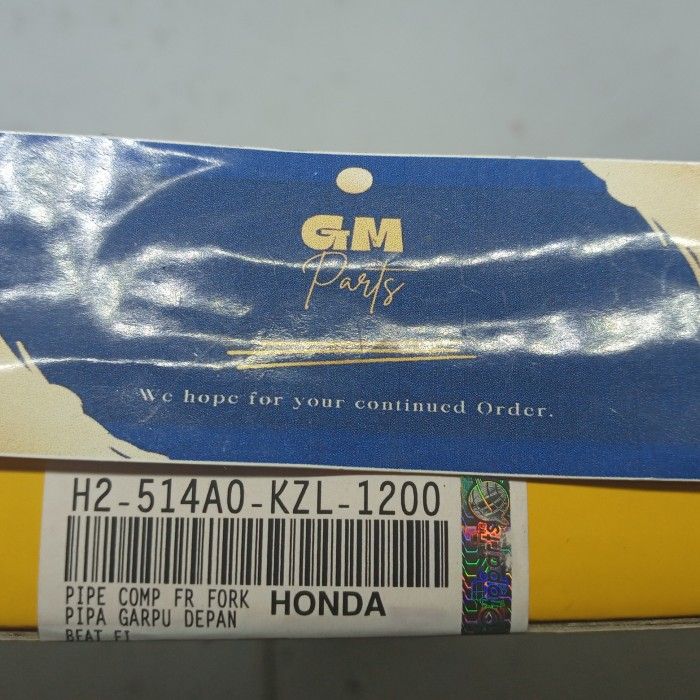 GM
Parts
We hope for your continued Order.
H2-514A0-KZL-1200
PIPE COMP FR FORK
PIPA GARPU DEPAN
HONDA
BEAT FI